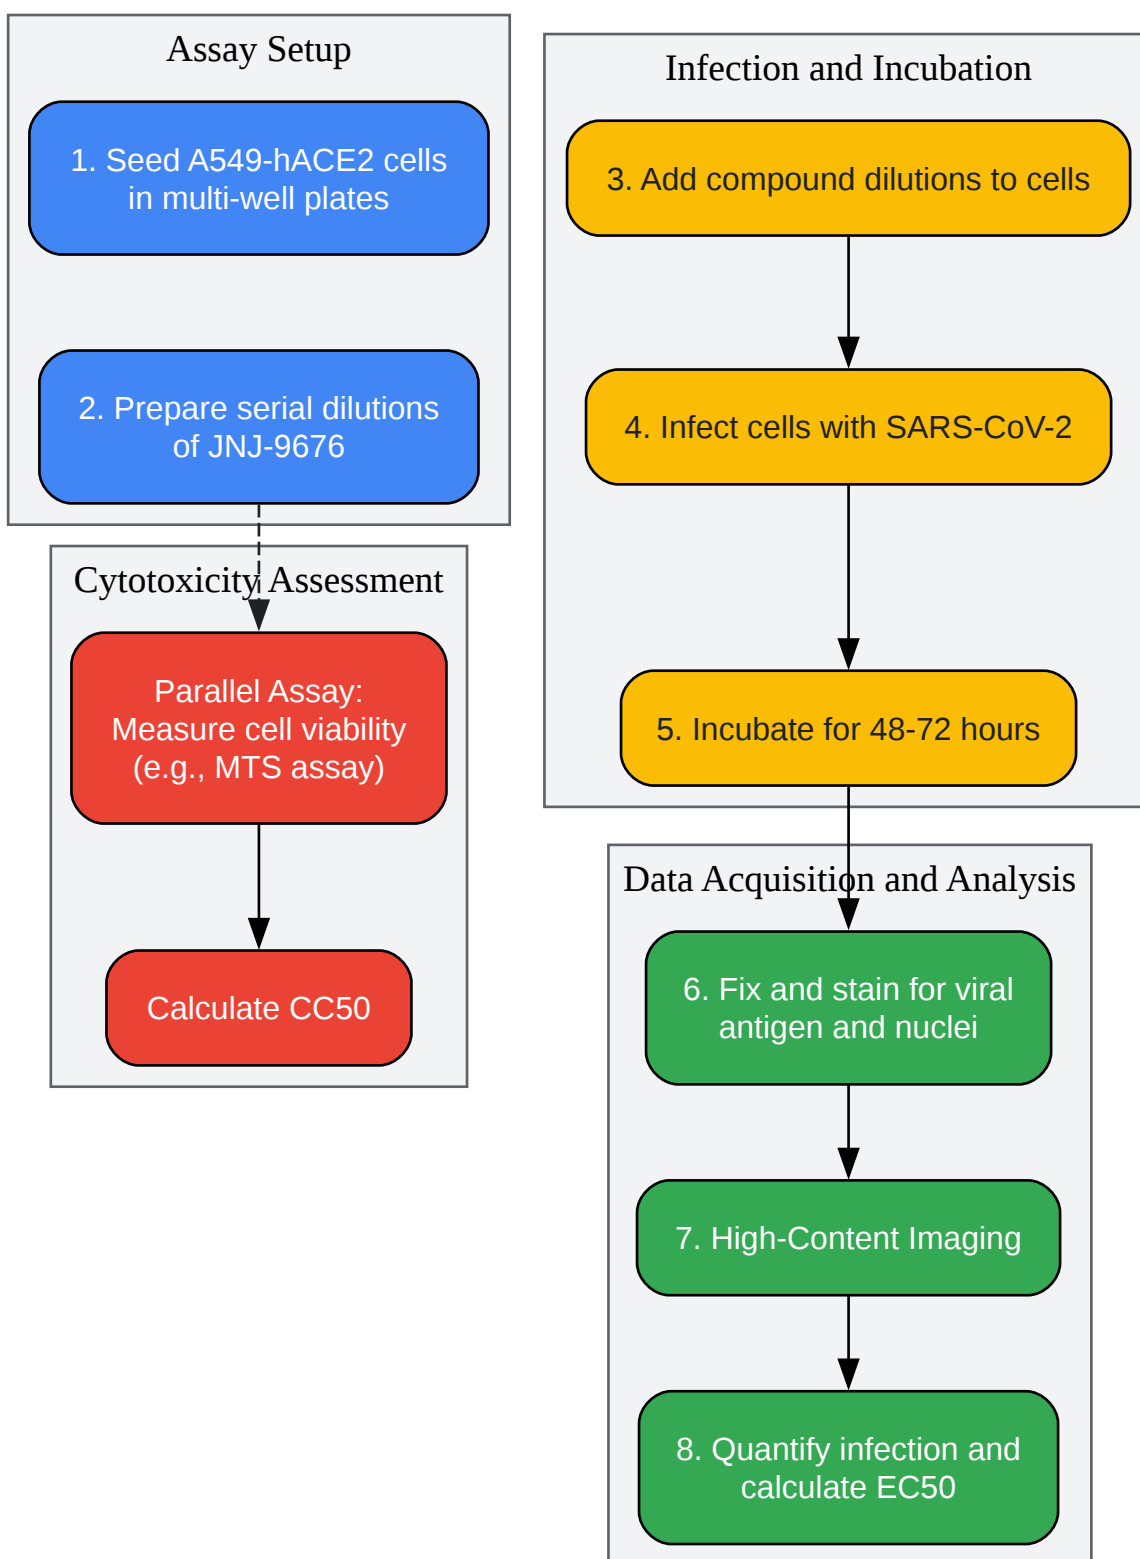 Assay Setup
1. Seed A549-hACE2 cells
in multi-well plates
2. Prepare serial dilutions
of JNJ-9676
Cytotoxicity Assessment
Parallel Assay:
Measure cell viability
(e.g., MTS assay)
Calculate CC50
Infection and Incubation
3. Add compound dilutions to cells
4. Infect cells with SARS-CoV-2
5. Incubate for 48-72 hours
Data Acquisition and Analysis
6. Fix and stain for viral
antigen and nuclei
7. High-Content Imaging
8. Quantify infection and
calculate EC50